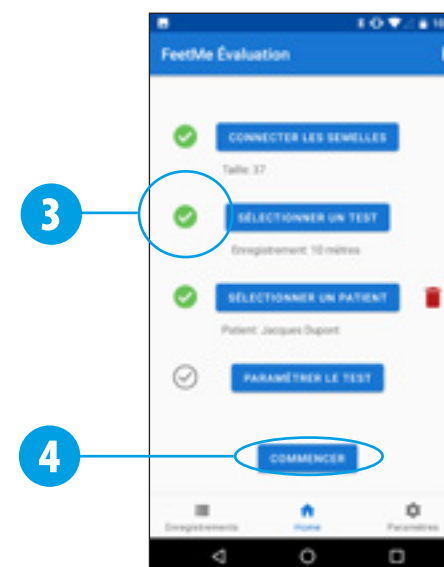 FeetMe Évaluation
CONNECTER LES SEMELLES
Taille: 37
3
SÉLECTIONNER UN TEST
Enregistrement: 10 mètres
SÉLECTIONNER UN PATIENT
Patient: Jacques Dupont
PARAMÉTRER LE TEST
4
COMMENCER
Enregistrements Home Paramètres